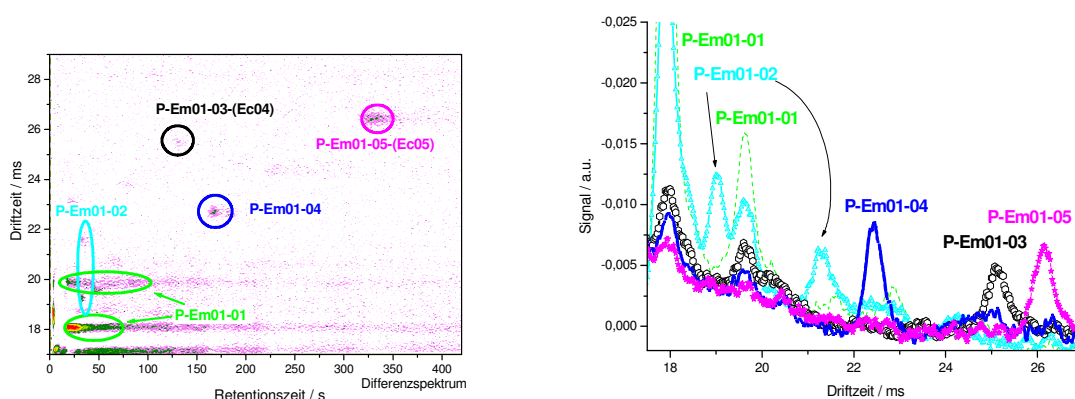 28
26
24
22
20
18
Driftzeit / ms
P-Em01-03-(Ec04)
P-Em01-05-(Ec05)
P-Em01-02
P-Em01-04
P-Em01-01
0 50 100 150 200 250 300 350 400
Differenzspektrum
Retentionszeit / s
-0,025
-0,020
-0,015
-0,010
-0,005
0,000
Signal / a.u.
P-Em01-01
P-Em01-02
P-Em01-01
P-Em01-04
P-Em01-05
P-Em01-03
18 20 22 24 26
Driftzeit / ms